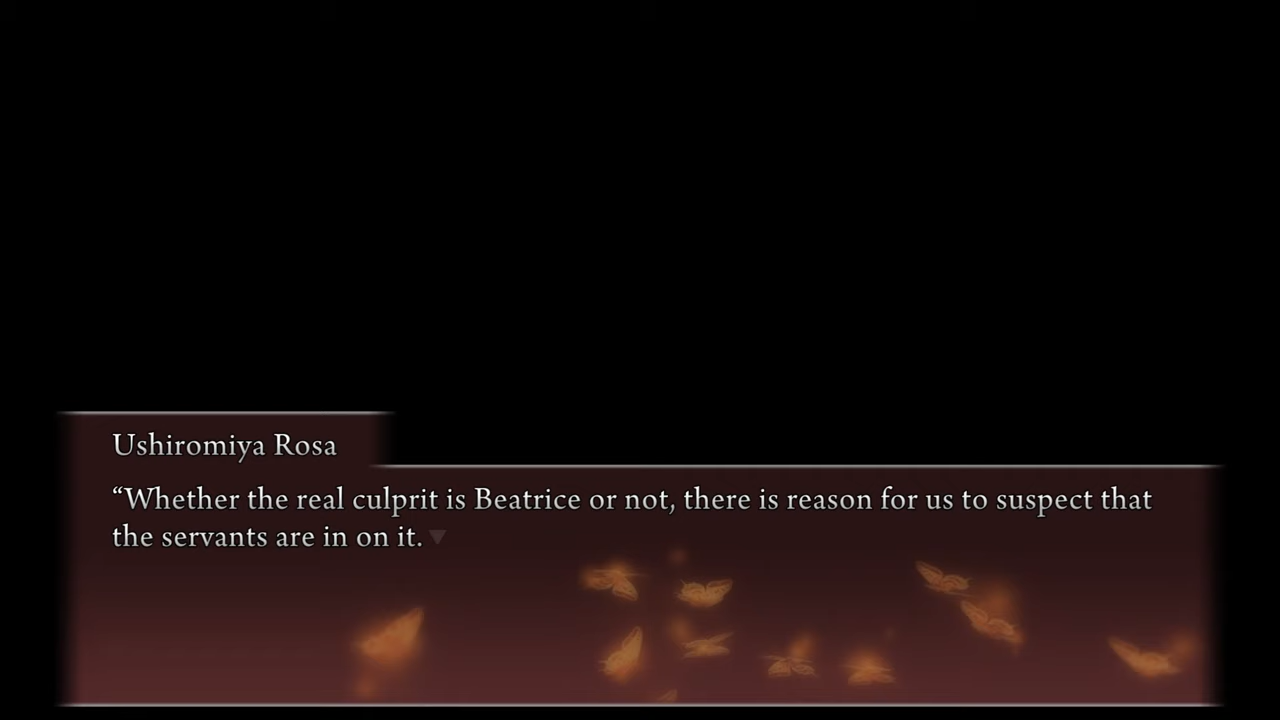 Ushiromiya Rosa
“Whether the real culprit is Beatrice or not, there is reason for us to suspect that
the servants are in on it.